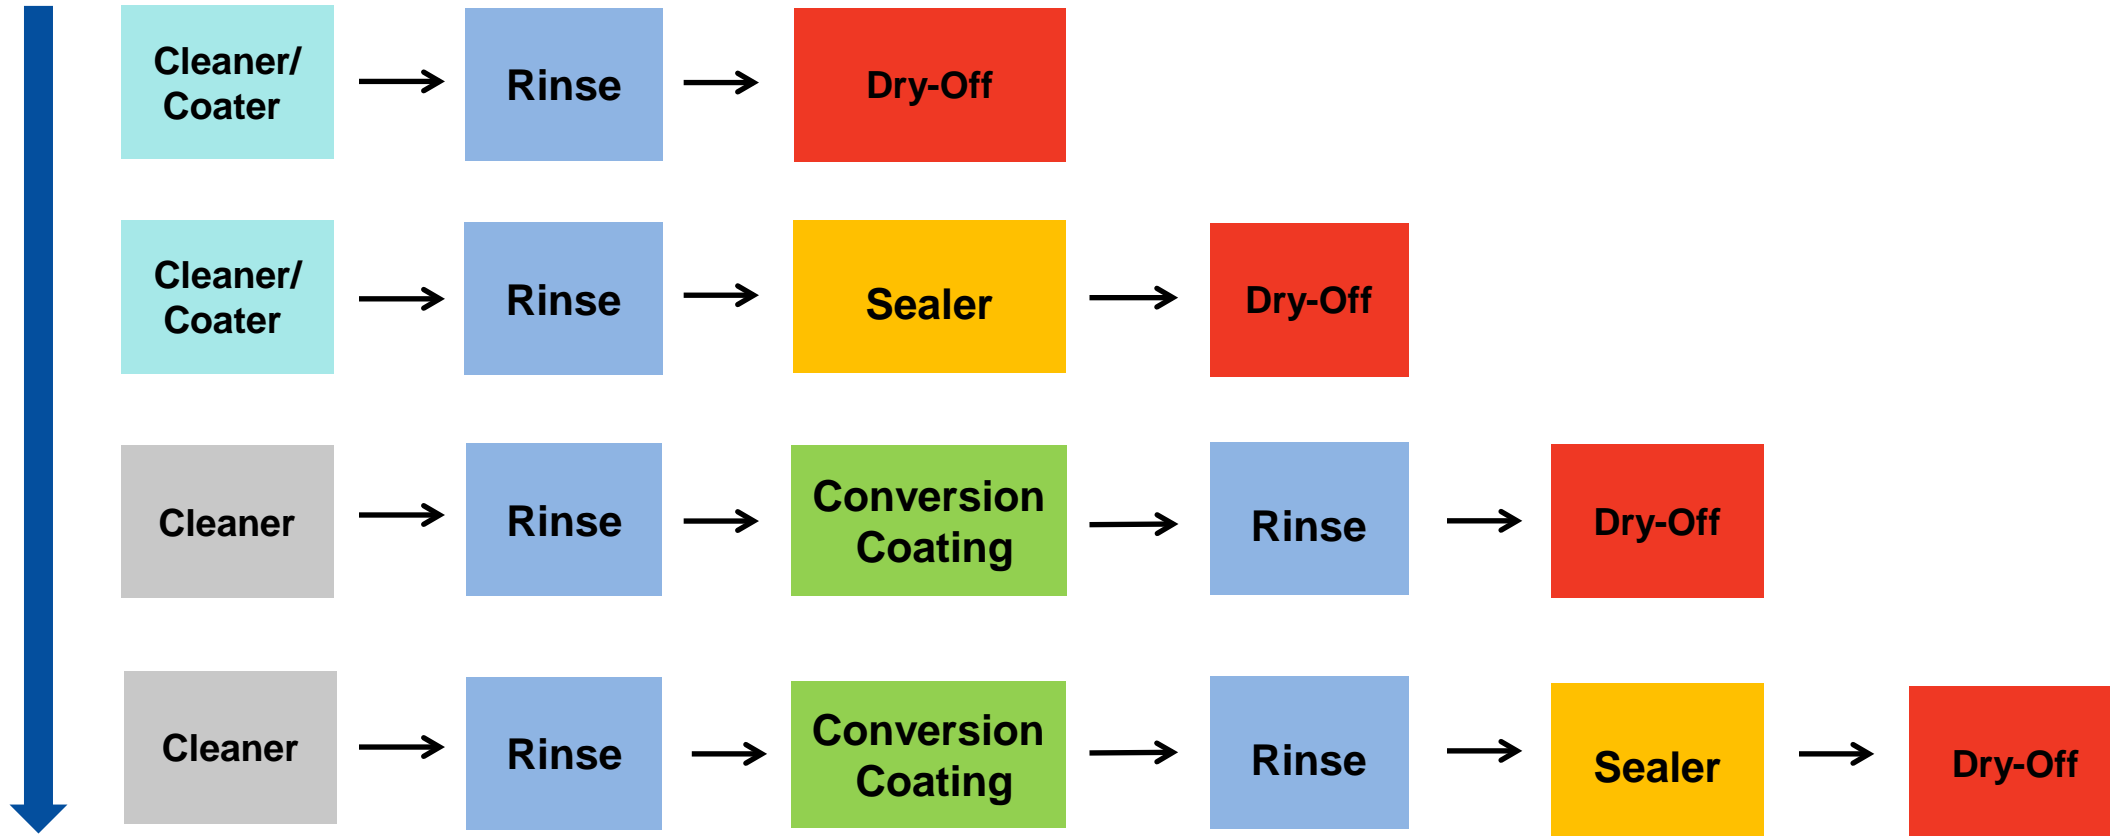 Cleaner/
Coater
Rinse
Dry-Off
Cleaner/
Coater
Rinse
Sealer
Dry-Off
Cleaner
Rinse
Conversion
Coating
Rinse
Dry-Off
Cleaner
Rinse
Conversion
Coating
Rinse
Sealer
Dry-Off